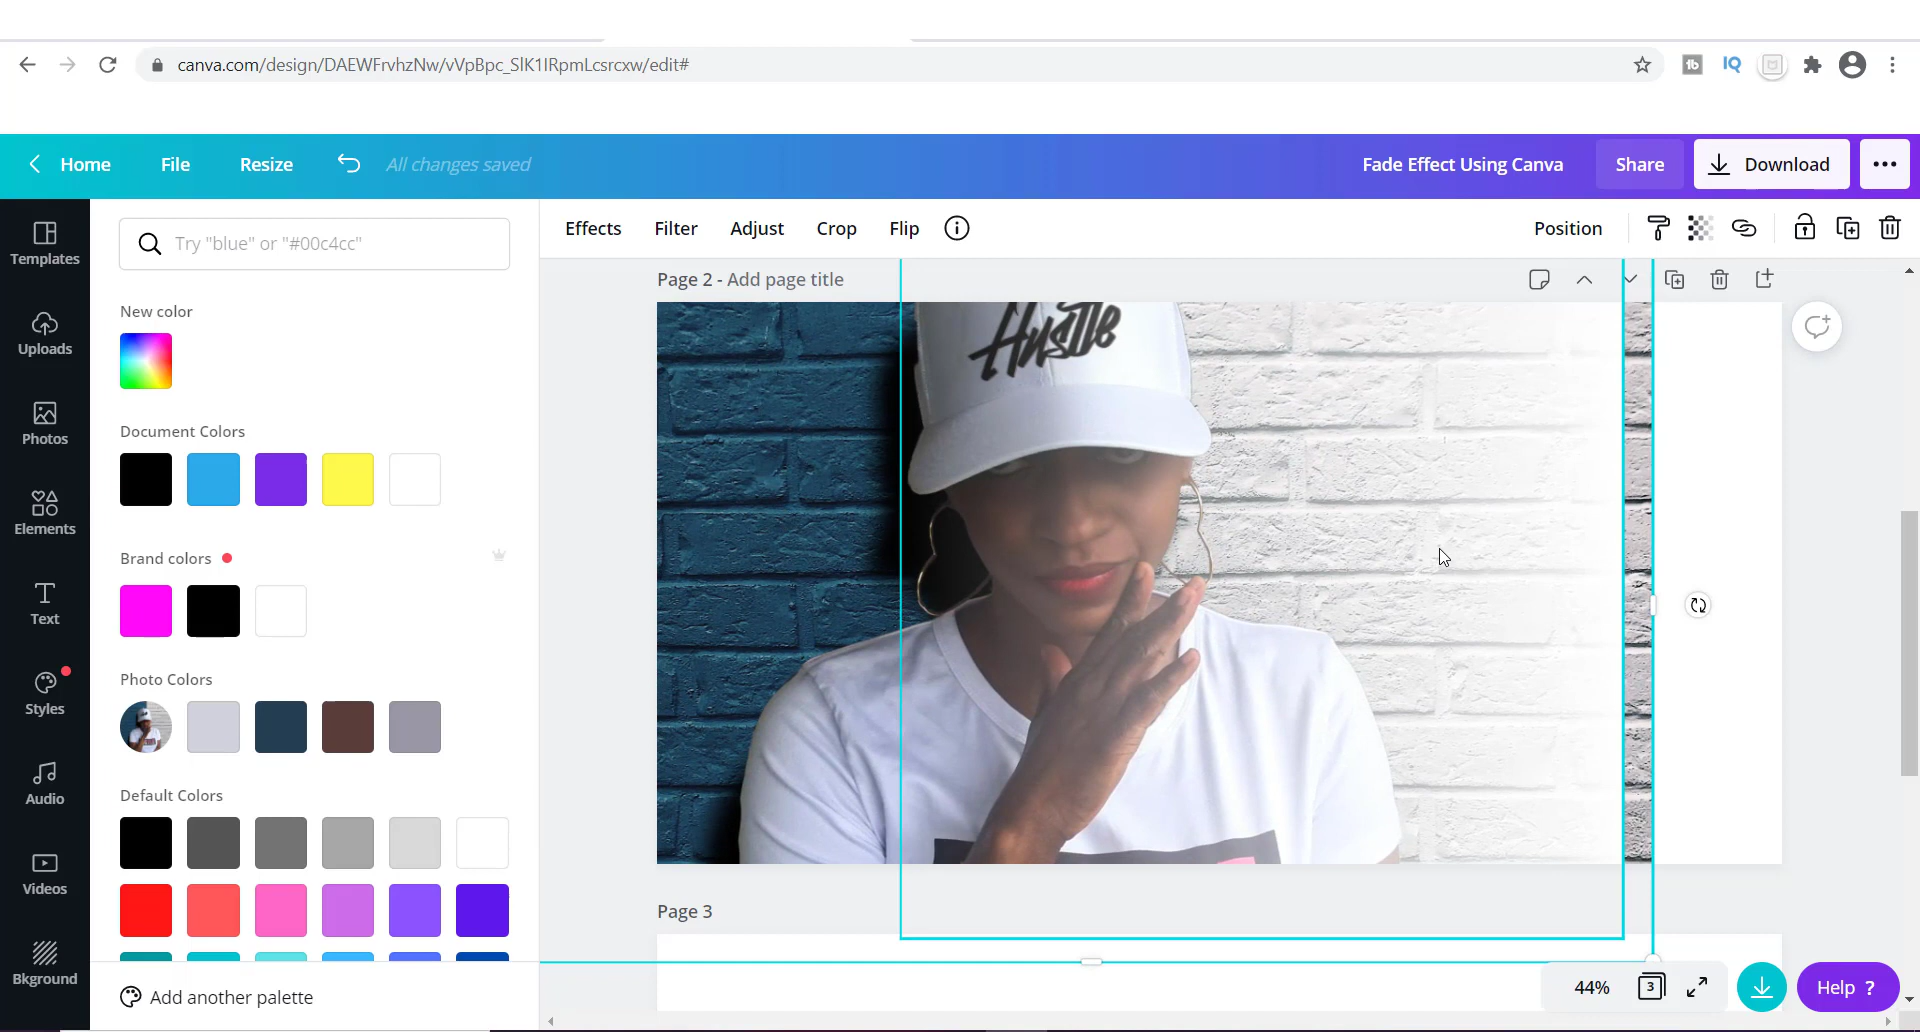 canva.com/design/DAEWFrvhzNw/vVpBpc_SlK1IRpmLcsrcxw/edit#
tb
IQ
Home
File
Resize
All changes saved
Fade Effect Using Canva
Share
Download
Templates
Uploads
Photos
Elements
Text
Styles
Audio
Videos
Bkground
Try "blue" or "#00c4cc"
New color
Document Colors
Brand colors
Photo Colors
Default Colors
Add another palette
Effects
Filter
Adjust
Crop
Flip
Position
Page 2 - Add page title
Hustle
Page 3
44%
3
Help ?